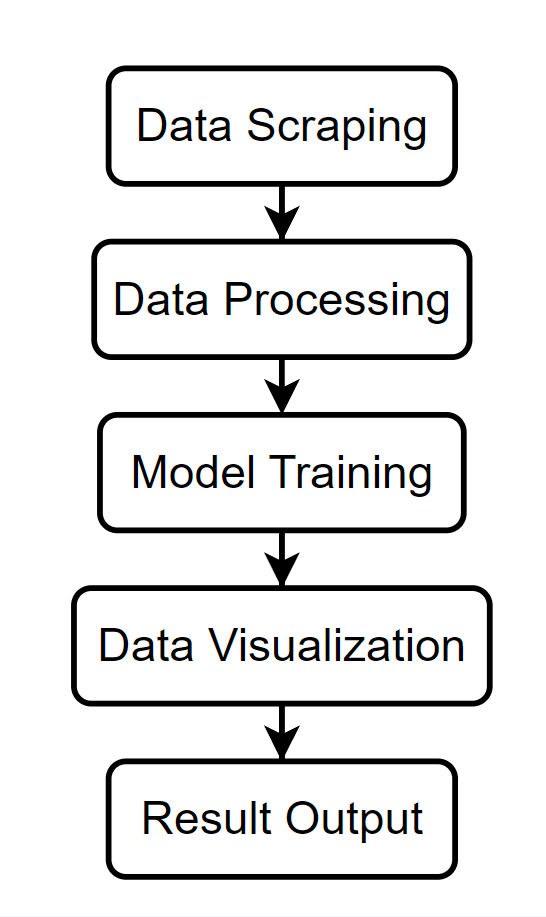 Data Scraping
Data Processing
Model Training
Data Visualization
Result Output